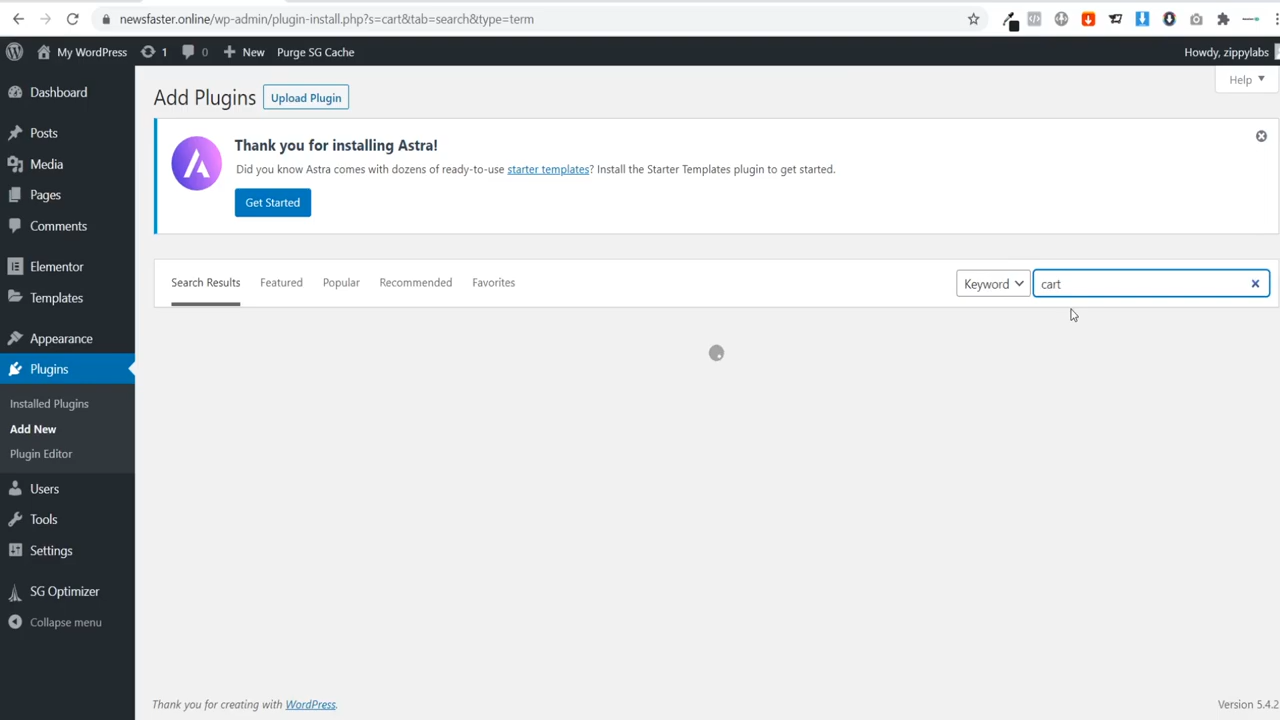 newsfaster.online/wp-admin/plugin-install.php?s=cart&tab=search&type=term
My WordPress 1 0 New Purge SG Cache Howdy, zippylabs
Help
Dashboard
Posts
Media
Pages
Comments
Elementor
Templates
Appearance
Plugins
Installed Plugins
Add New
Plugin Editor
Users
Tools
Settings
SG Optimizer
Collapse menu
Add Plugins Upload Plugin
Thank you for installing Astra!
Did you know Astra comes with dozens of ready-to-use starter templates? Install the Starter Templates plugin to get started.
Get Started
Search Results Featured Popular Recommended Favorites Keyword cart
Thank you for creating with WordPress. Version 5.4.2